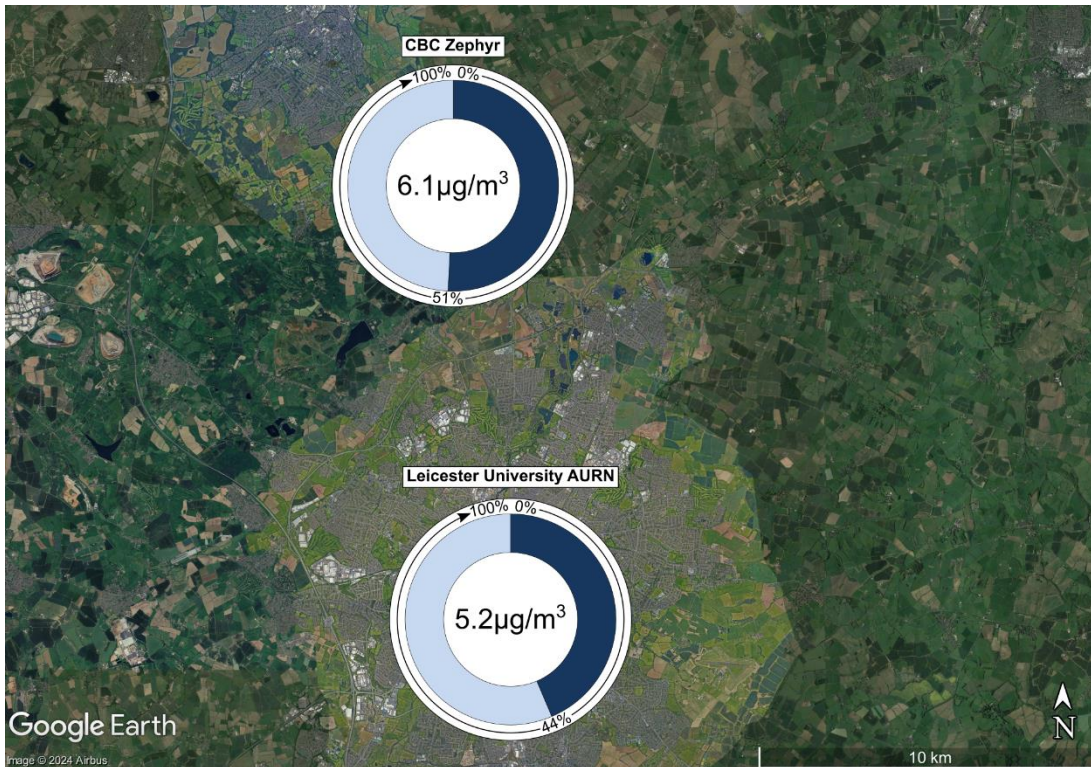 CBC Zephyr
100% 0%
6.1µg/m³
51%
Leicester University AURN
100% 0%
5.2µg/m³
44%
N
Google Earth
10 km
Image © 2024 Airbus